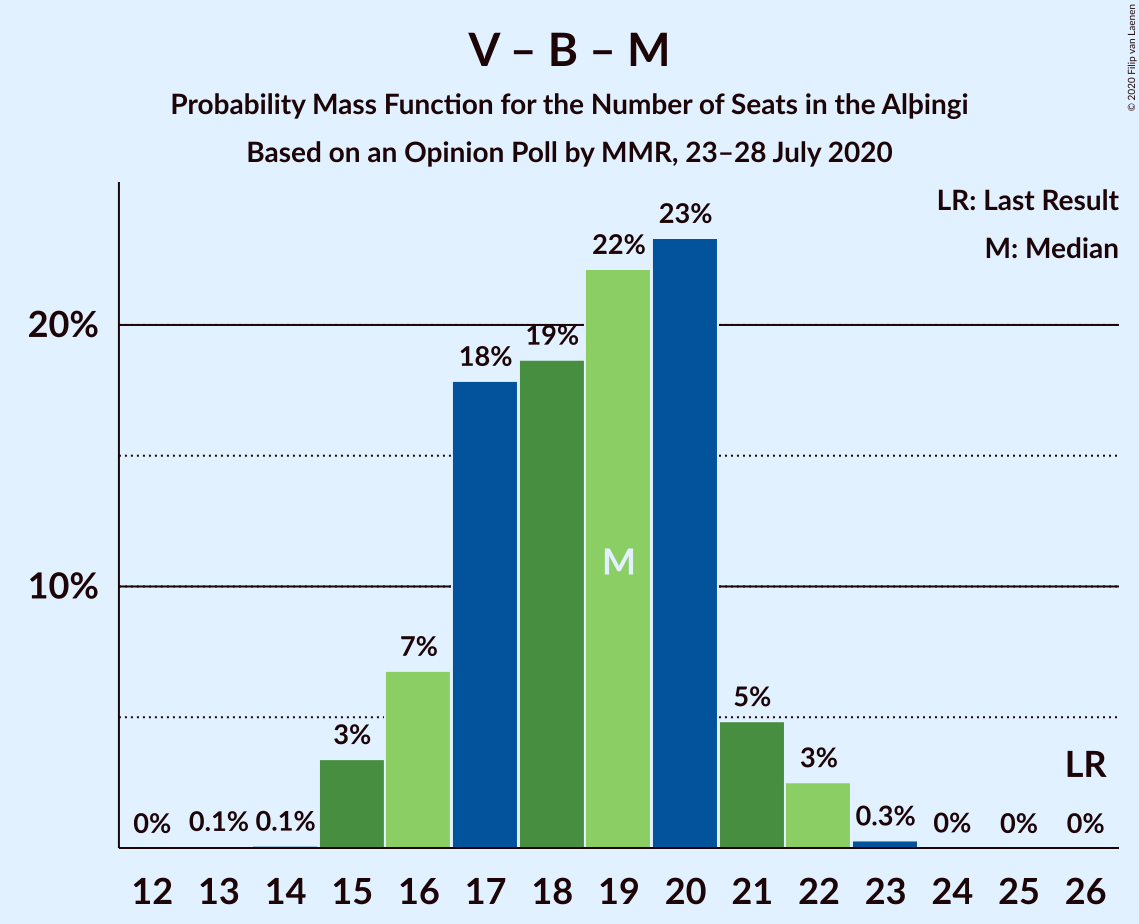 V – B – M
Probability Mass Function for the Number of Seats in the Alþingi
Based on an Opinion Poll by MMR, 23–28 July 2020
© 2020 Filip van Laenen
LR: Last Result
M: Median
20%
10%
0%
0.1%
0.1%
3%
7%
18%
19%
22%
23%
5%
3%
0.3%
0%
0%
0%
M
LR
12 13 14 15 16 17 18 19 20 21 22 23 24 25 26